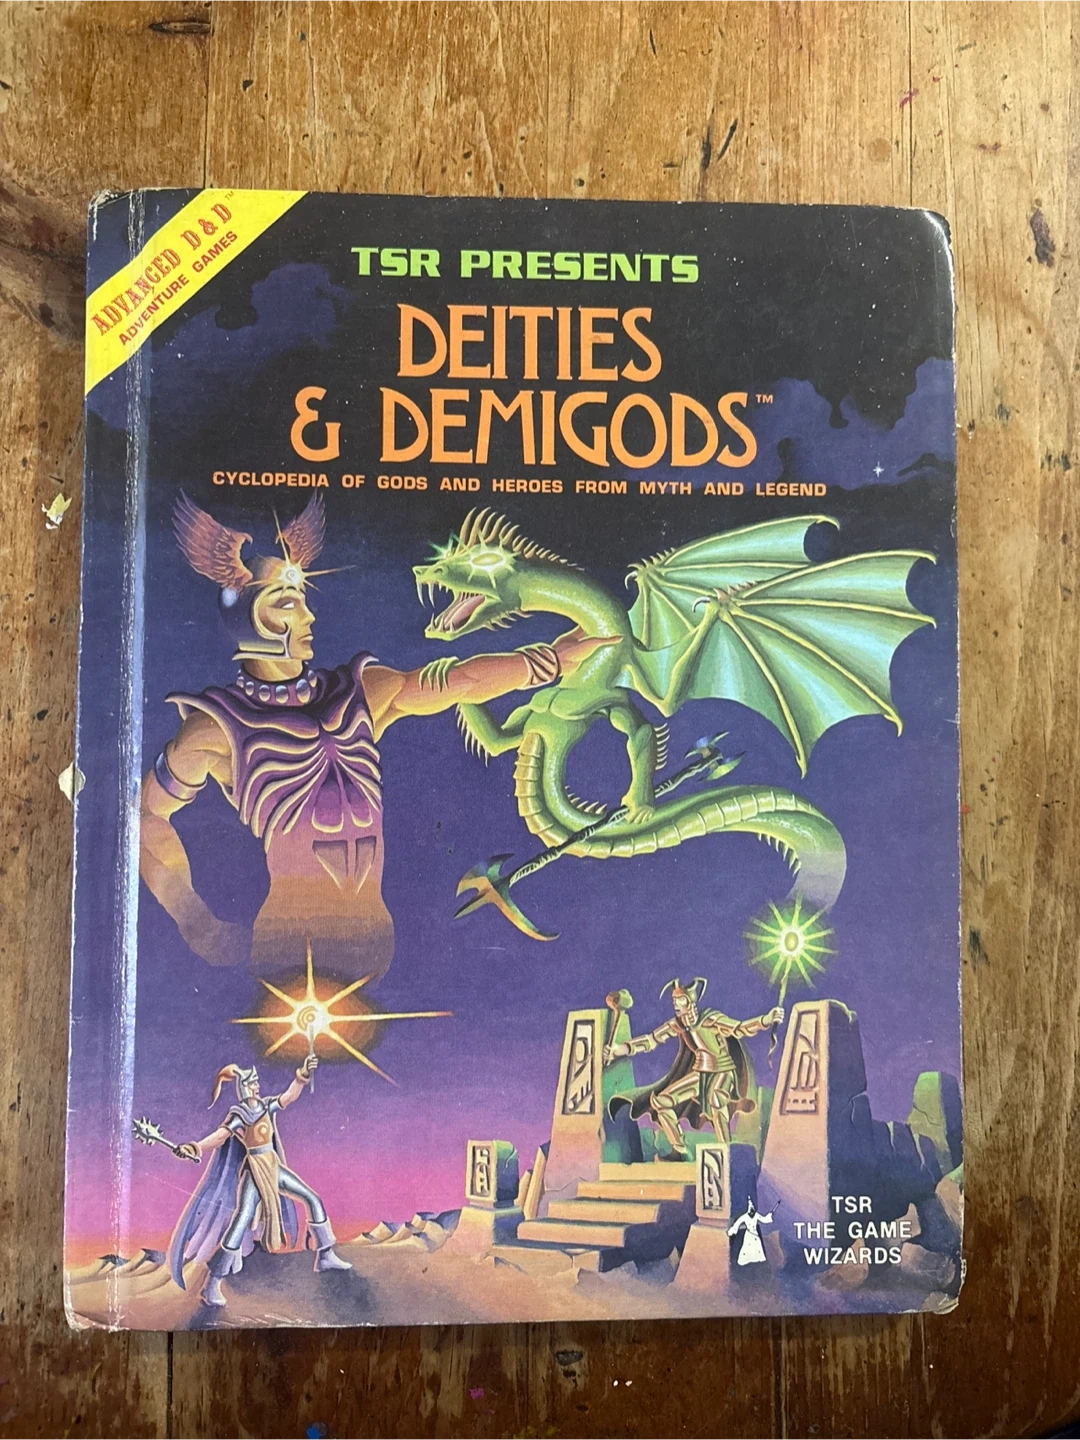 ADVANCED D & D™
ADVENTURE GAMES
TSR PRESENTS
DEITIES
& DEMIGODS™
CYCLOPEDIA OF GODS AND HEROES FROM MYTH AND LEGEND
TSR
THE GAME
WIZARDS